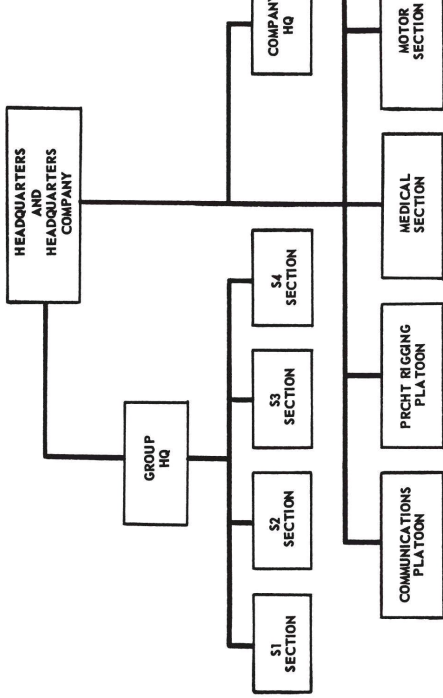 HEADQUARTERS
AND
HEADQUARTERS
COMPANY
GROUP
HQ
COMPANY
HQ
S1
SECTION
S2
SECTION
S3
SECTION
S4
SECTION
COMMUNICATIONS
PLATOON
PRCHT RIGGING
PLATOON
MEDICAL
SECTION
MOTOR
SECTION